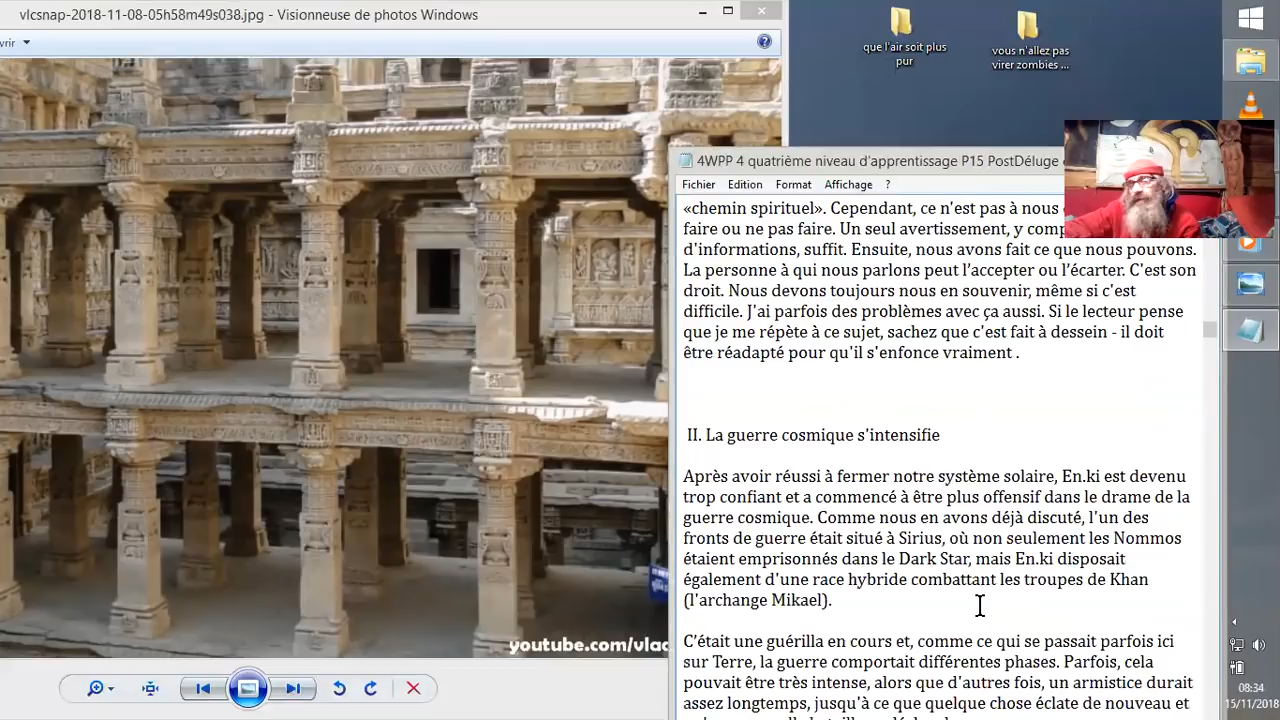 vlcsnap-2018-11-08-05h58m49s038.jpg - Visionneuse de photos Windows
vrir
que l'air soit plus
pur
vous n'allez pas
virer zombies ...
4WPP 4 quatrième niveau d'apprentissage P15 PostDéluge
Fichier Edition Format Affichage ?
«chemin spirituel». Cependant, ce n'est pas à nous
faire ou ne pas faire. Un seul avertissement, y
d'informations, suffit. Ensuite, nous avons fait ce que nous pouvons.
La personne à qui nous parlons peut l'accepter ou l'écarter. C'est son
droit. Nous devons toujours nous en souvenir, même si c'est
difficile. J'ai parfois des problèmes avec ça aussi. Si le lecteur pense
que je me répète à ce sujet, sachez que c'est fait à dessein - il doit
être réadapté pour qu'il s'enfonce vraiment .
II. La guerre cosmique s'intensifie
Après avoir réussi à fermer notre système solaire, En.ki est devenu
trop confiant et a commencé à être plus offensif dans le drame de la
guerre cosmique. Comme nous en avons déjà discuté, l'un des
fronts de guerre était situé à Sirius, où non seulement les Nommos
étaient emprisonnés dans le Dark Star, mais En.ki disposait
également d'une race hybride combattant les troupes de Khan
(l'archange Mikael).
C'était une guérilla en cours et, comme ce qui se passait parfois ici
sur Terre, la guerre comportait différentes phases. Parfois, cela
pouvait être très intense, alors que d'autres fois, un armistice durait
assez longtemps, jusqu'à ce que quelque chose éclate de nouveau et
youtube.com/vlad
08:34
15/11/2018